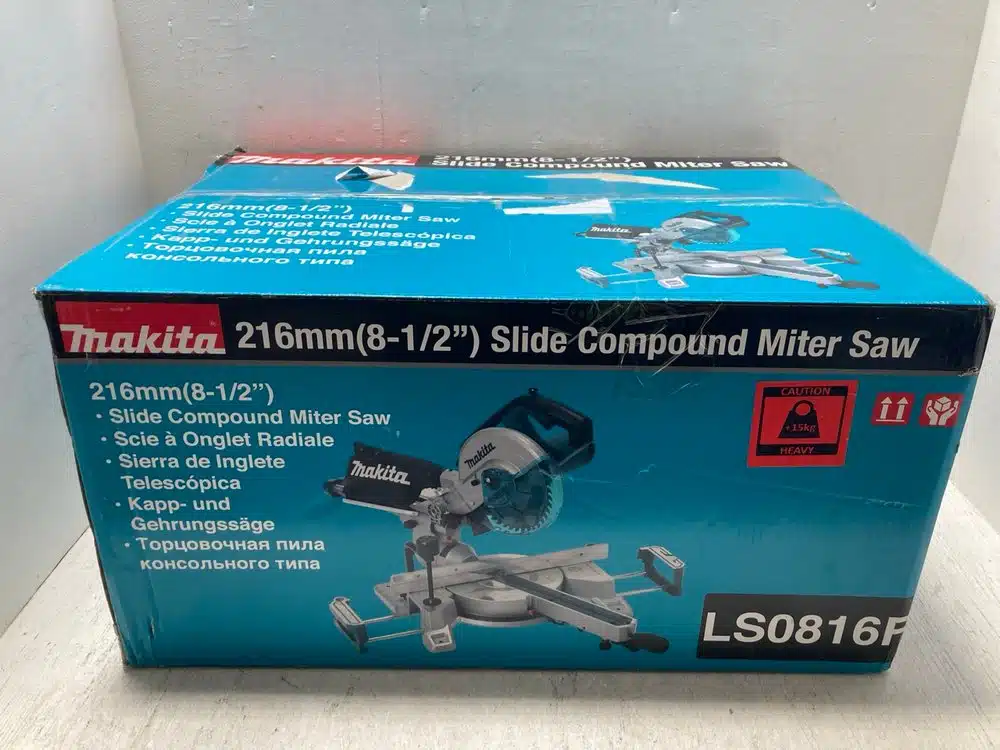 Makita
216mm(8-1/2”)
Slide Compound Miter Saw
216mm(8-1/2”)
· Slide Compound Miter Saw
· Scie à Onglet Radiale
· Sierra de Inglete Telescópica
· Kapp- und Gehrungssäge
· Торцовочная пила
консольного типа
Makita
Makita 216mm(8-1/2”) Slide Compound Miter Saw
216mm(8-1/2”)
· Slide Compound Miter Saw
· Scie à Onglet Radiale
· Sierra de Inglete
Telescópica
· Kapp- und
Gehrungssäge
· Торцовочная пила
консольного типа
Makita
Makita
CAUTION
+15kg
HEAVY
LS0816F